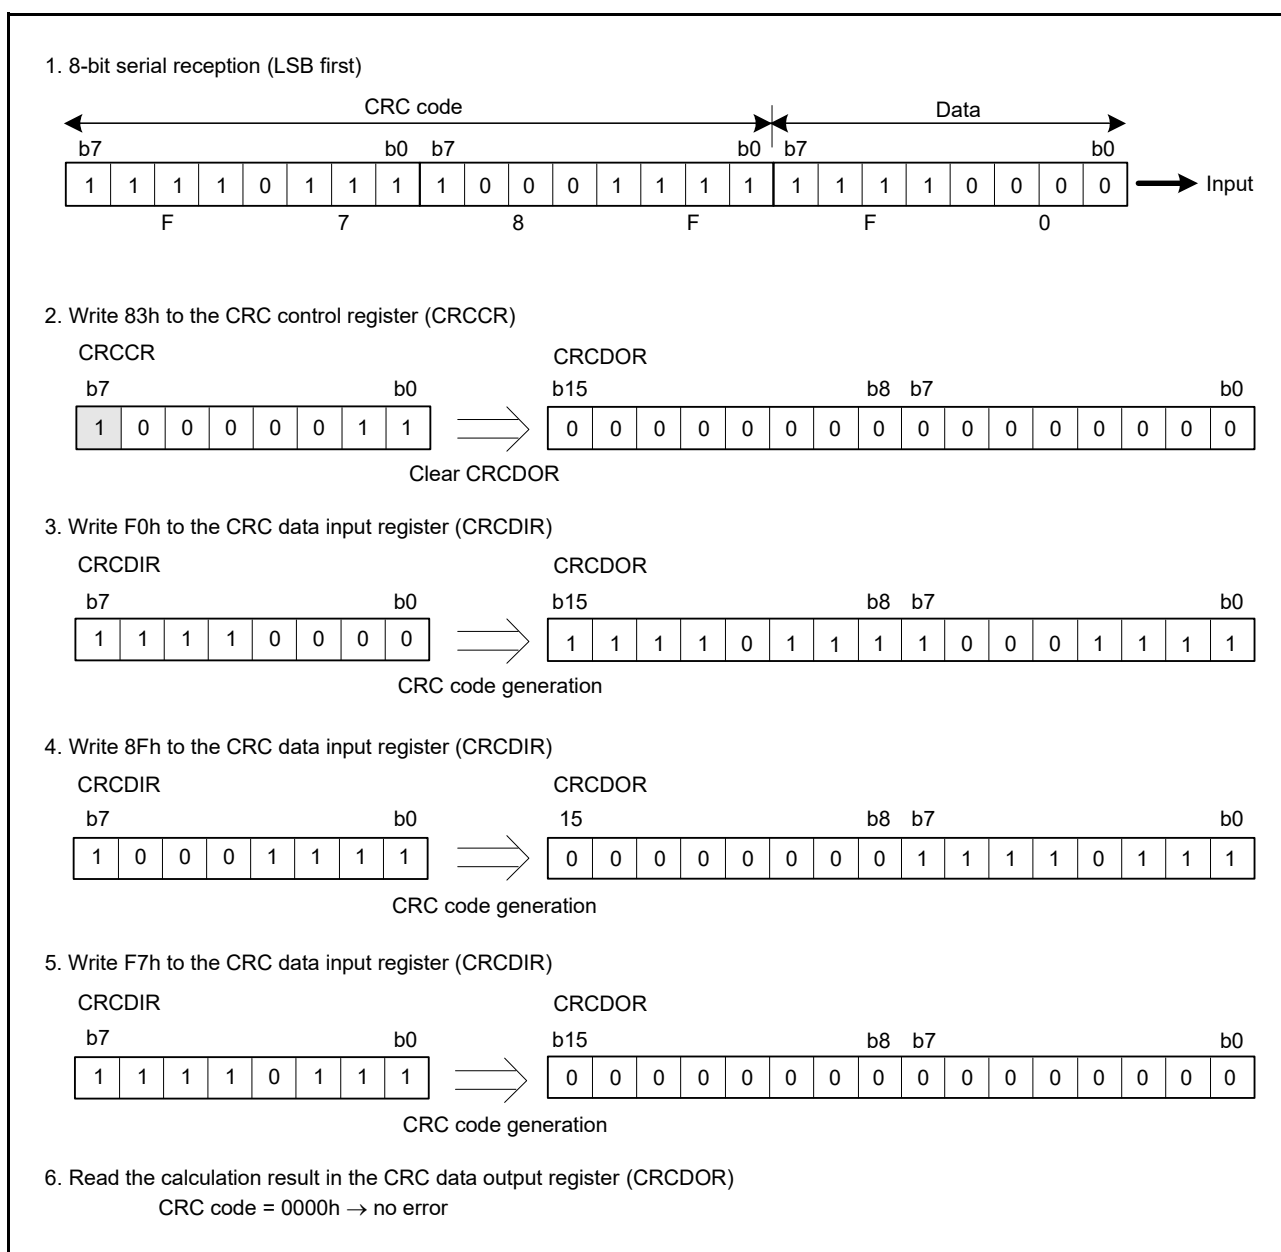 1. 8-bit serial reception (LSB first)
CRC code Data
b7 b0 b7 b0 b7 b0
1 1 1 1 0 1 1 1 1 0 0 0 1 1 1 1 1 1 1 1 0 0 0 0 Input
F 7 8 F F 0
2. Write 83h to the CRC control register (CRCCR)
CRCCR CRCDOR
b7 b0 b15 b8 b7 b0
1 0 0 0 0 0 1 1 0 0 0 0 0 0 0 0 0 0 0 0 0 0 0 0
Clear CRCDOR
3. Write F0h to the CRC data input register (CRCDIR)
CRCDIR CRCDOR
b7 b0 b15 b8 b7 b0
1 1 1 1 0 0 0 0 1 1 1 1 0 1 1 1 1 0 0 0 1 1 1 1
CRC code generation
4. Write 8Fh to the CRC data input register (CRCDIR)
CRCDIR CRCDOR
b7 b0 15 b8 b7 b0
1 0 0 0 1 1 1 1 0 0 0 0 0 0 0 0 1 1 1 1 0 1 1 1
CRC code generation
5. Write F7h to the CRC data input register (CRCDIR)
CRCDIR CRCDOR
b7 b0 b15 b8 b7 b0
1 1 1 1 0 1 1 1 0 0 0 0 0 0 0 0 0 0 0 0 0 0 0 0
CRC code generation
6. Read the calculation result in the CRC data output register (CRCDOR)
CRC code = 0000h → no error